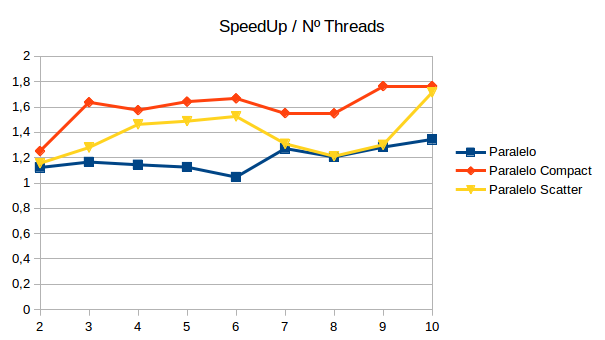 SpeedUp / Nº Threads
2
1,8
1,6
1,4
1,2
1
0,8
0,6
0,4
0,2
0
2 3 4 5 6 7 8 9 10
Paralelo
Paralelo Compact
Paralelo Scatter